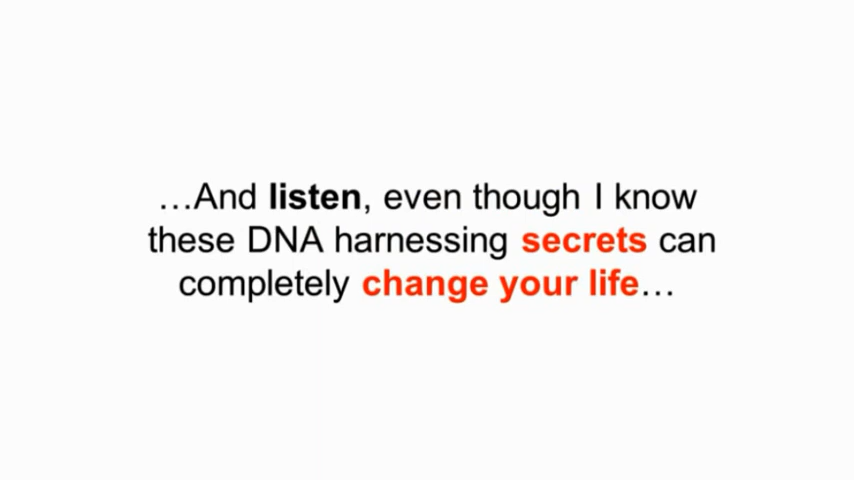 …And listen, even though I know
these DNA harnessing secrets can
completely change your life…